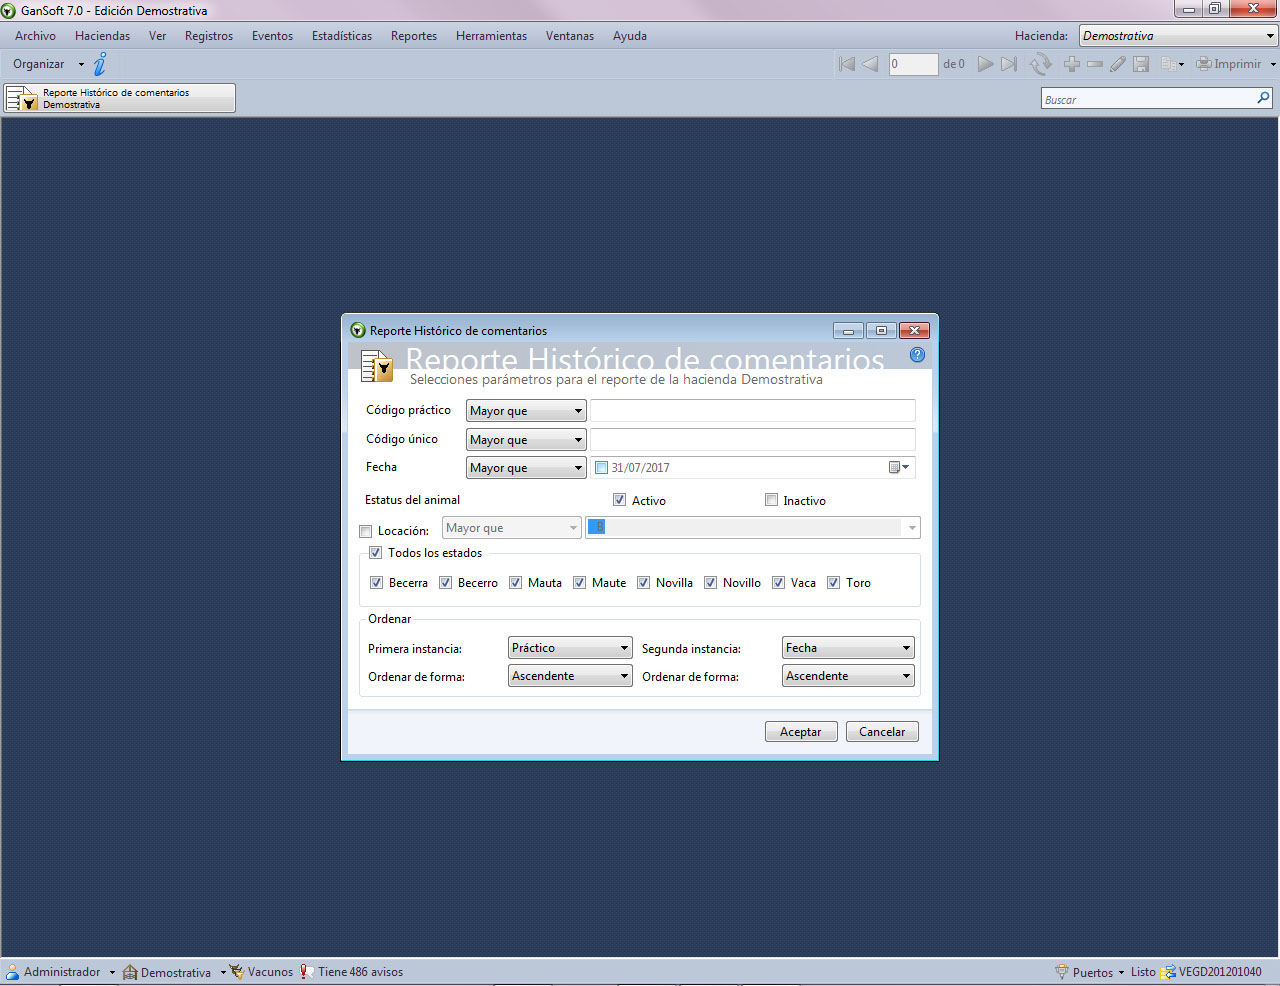 GanSoft 7.0 - Edición Demostrativa
Archivo Haciendas Ver Registros Eventos Estadísticas Reportes Herramientas Ventanas Ayuda Hacienda: Demostrativa
Organizar 0 de 0 Imprimir
Reporte Histórico de comentarios
Demostrativa
Buscar
Reporte Histórico de comentarios
Reporte Histórico de comentarios
Selecciones parámetros para el reporte de la hacienda Demostrativa
Código práctico Mayor que
Código único Mayor que
Fecha Mayor que 31/07/2017
Estatus del animal Activo Inactivo
Locación: Mayor que
Todos los estados
Becerra Becerro Mauta Maute Novilla Novillo Vaca Toro
Ordenar
Primera instancia: Práctico Segunda instancia: Fecha
Ordenar de forma: Ascendente Ordenar de forma: Ascendente
Aceptar Cancelar
Administrador Demostrativa Vacunos Tiene 486 avisos Puertos Listo VEGD201201040